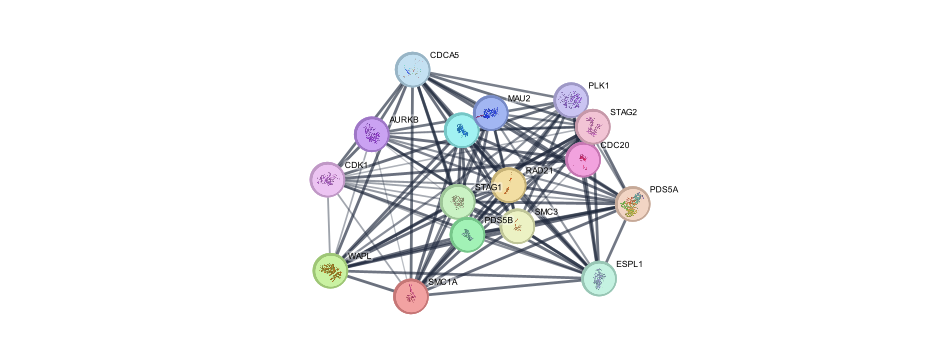 CDCA5
PLK1
MAU2
STAG2
AURKB
CDC20
CDK1
RAD21
STAG1
PDS5A
SMC3
PDS5B
WAPL
ESPL1
SMC1A